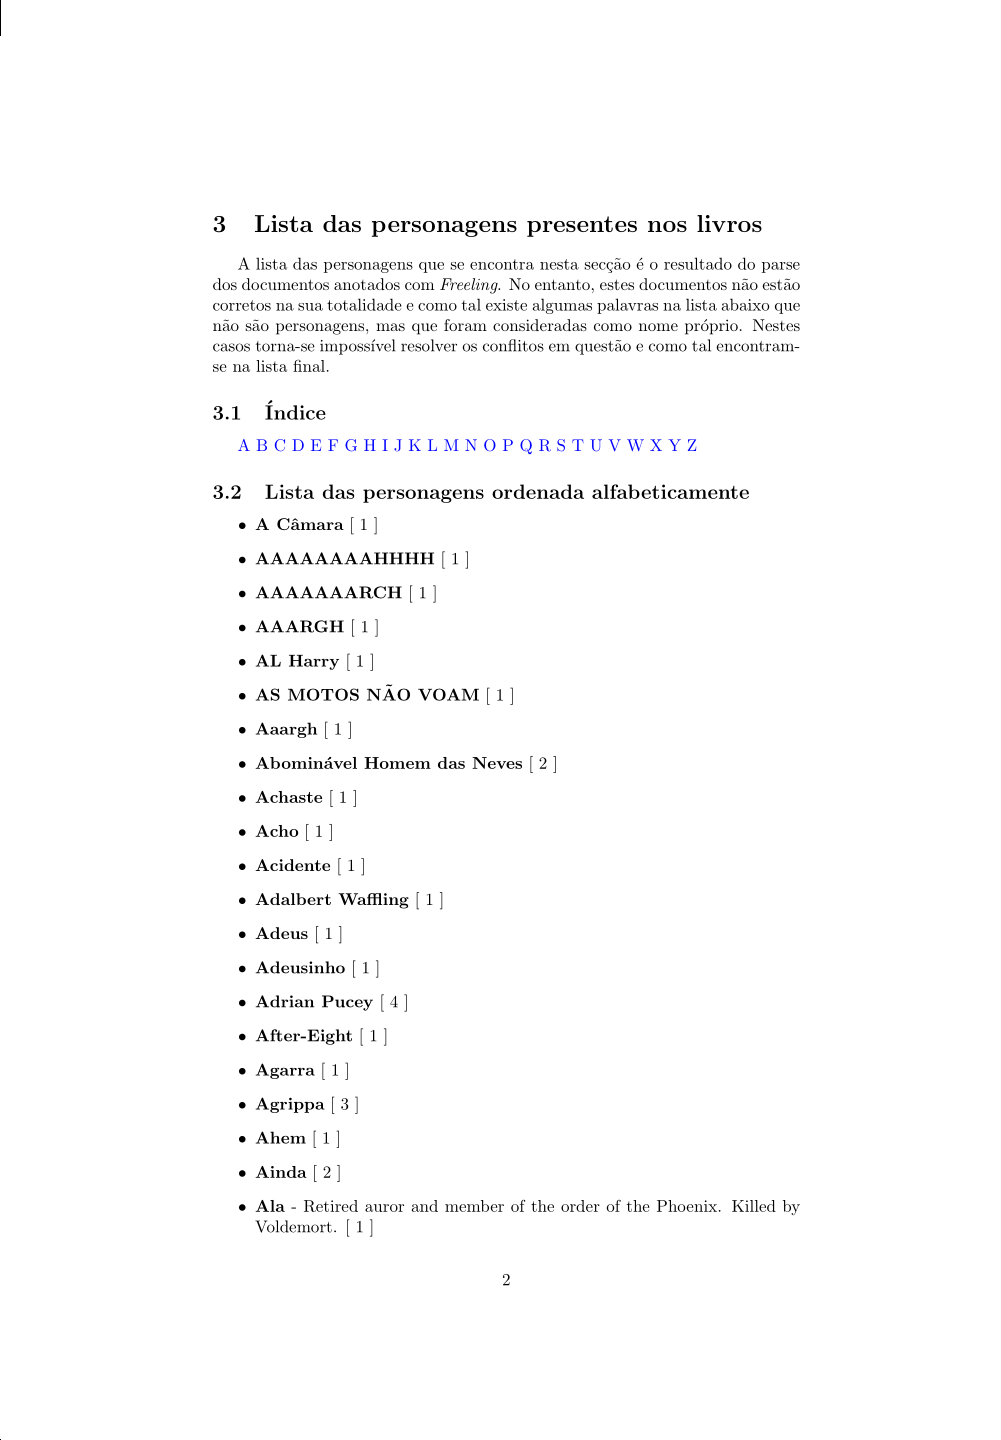 3 Lista das personagens presentes nos livros
A lista das personagens que se encontra nesta secção é o resultado do parse
dos documentos anotados com Freeling. No entanto, estes documentos não estão
corretos na sua totalidade e como tal existe algumas palavras na lista abaixo que
não são personagens, mas que foram consideradas como nome próprio. Nestes
casos torna-se impossível resolver os conflitos em questão e como tal encontram-
se na lista final.
3.1 Índice
A B C D E F G H I J K L M N O P Q R S T U V W X Y Z
3.2 Lista das personagens ordenada alfabeticamente
• A Câmara [ 1 ]
• AAAAAAAAHHHH [ 1 ]
• AAAAAAARCH [ 1 ]
• AAARGH [ 1 ]
• AL Harry [ 1 ]
• AS MOTOS NÃO VOAM [ 1 ]
• Aaargh [ 1 ]
• Abominável Homem das Neves [ 2 ]
• Achaste [ 1 ]
• Acho [ 1 ]
• Acidente [ 1 ]
• Adalbert Waffling [ 1 ]
• Adeus [ 1 ]
• Adeusinho [ 1 ]
• Adrian Pucey [ 4 ]
• After-Eight [ 1 ]
• Agarra [ 1 ]
• Agrippa [ 3 ]
• Ahem [ 1 ]
• Ainda [ 2 ]
• Ala - Retired auror and member of the order of the Phoenix. Killed by
Voldemort. [ 1 ]
2